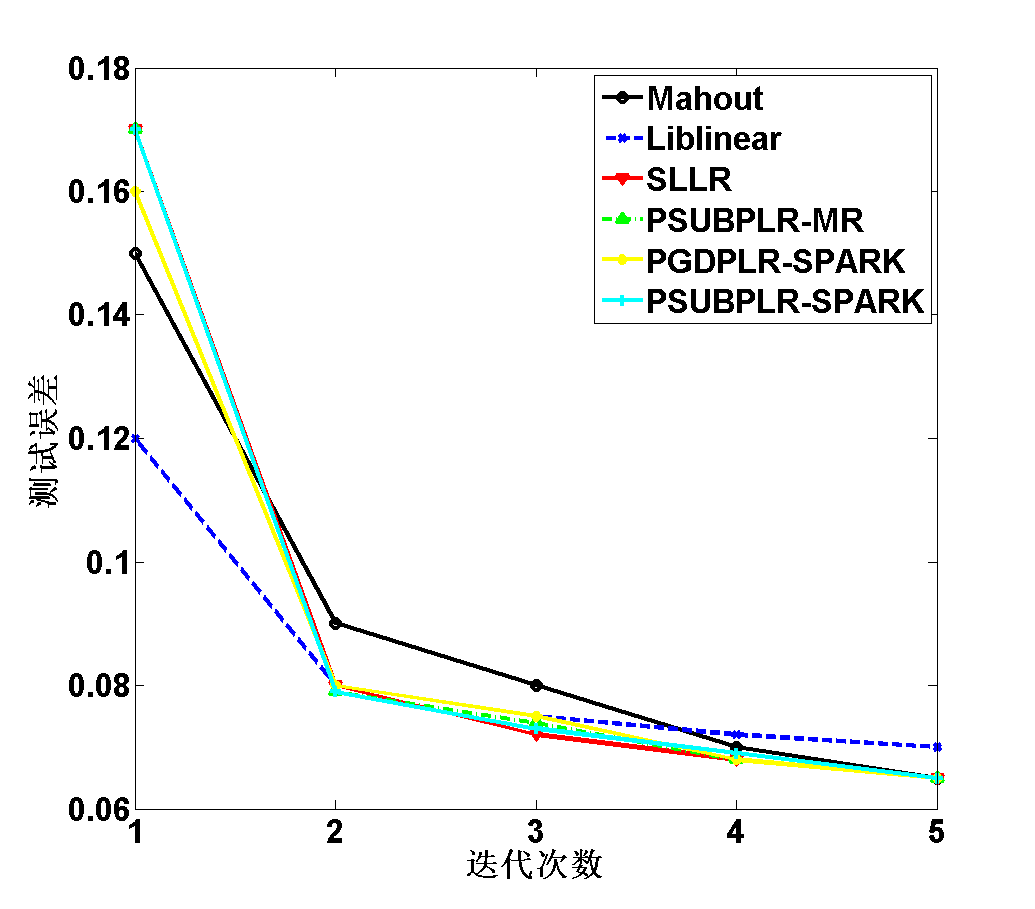 0.18
0.16
0.14
0.12
0.1
0.08
0.06
1
2
3
4
5
测试误差
迭代次数
Mahout
Liblinear
SLLR
PSUBPLR-MR
PGDPLR-SPARK
PSUBPLR-SPARK